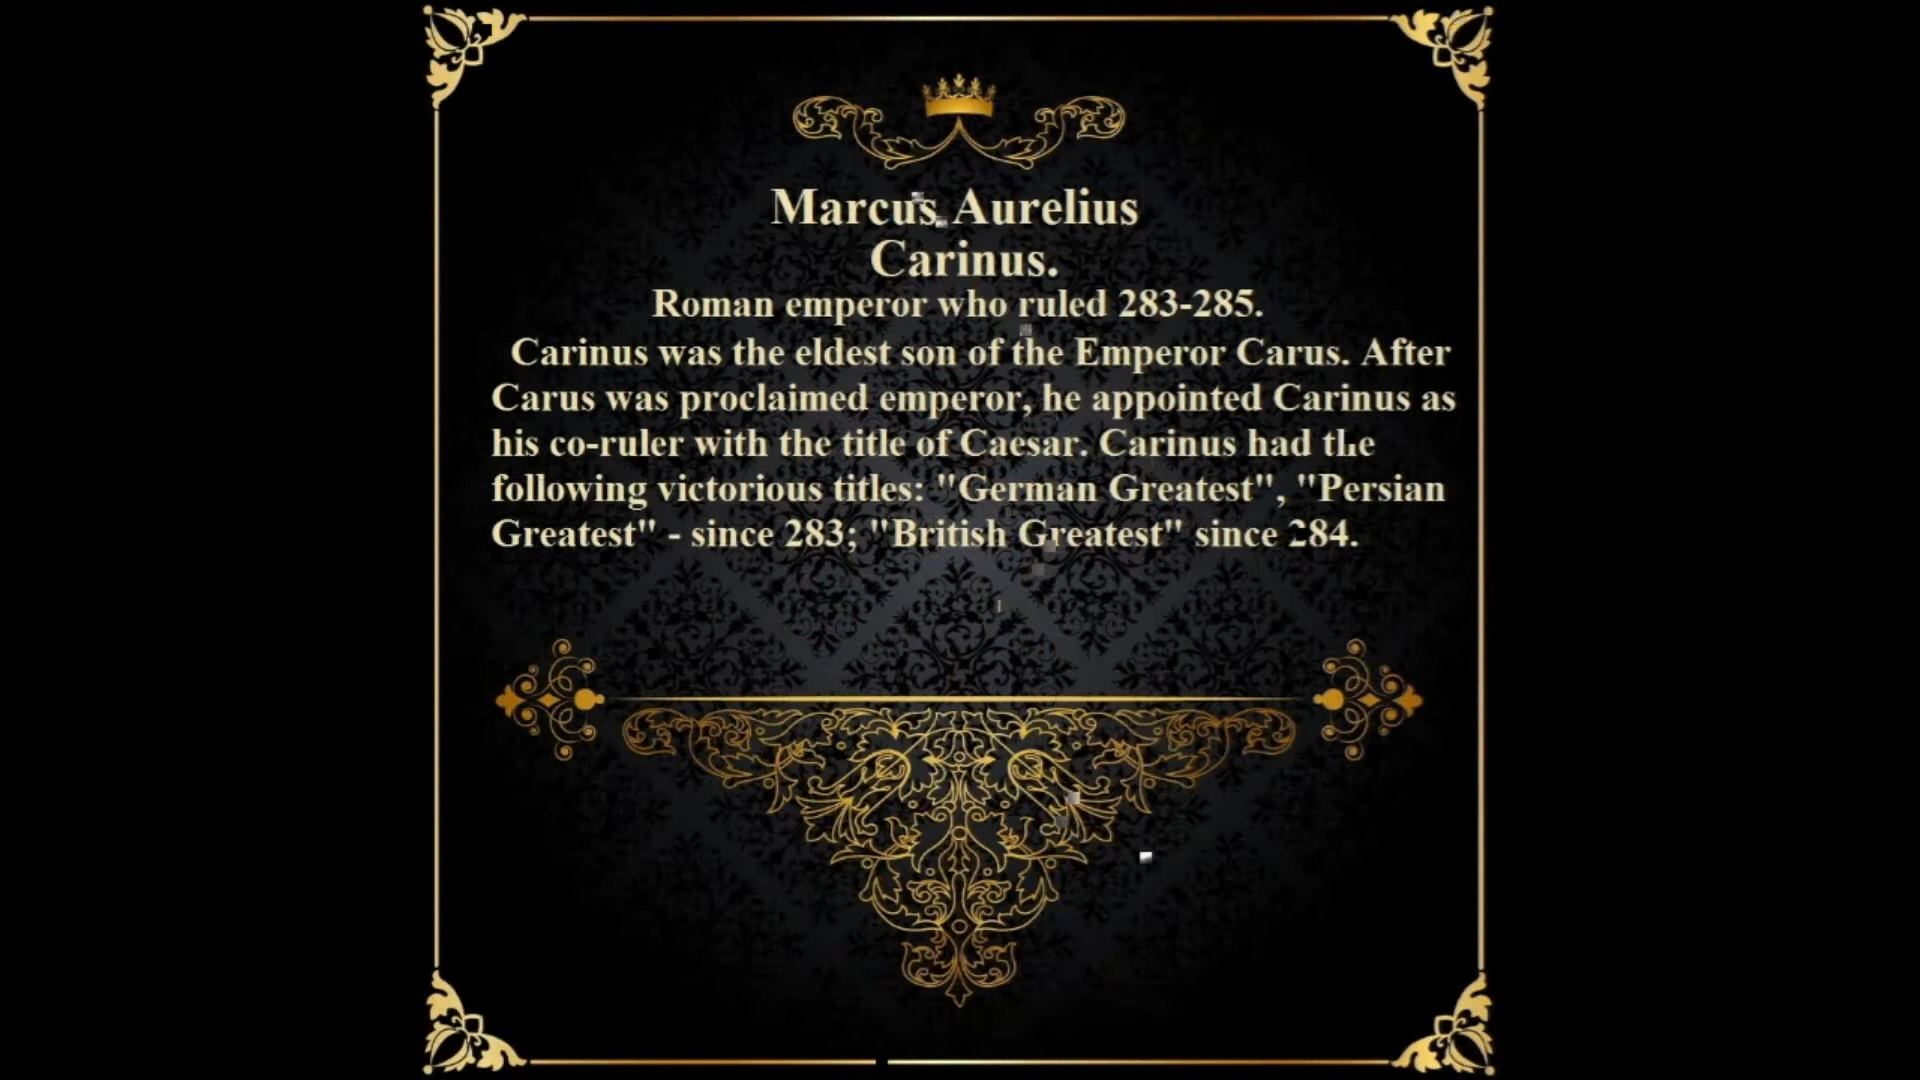 Marcus Aurelius
Carinus.
Roman emperor who ruled 283-285.
Carinus was the eldest son of the Emperor Carus. After
Carus was proclaimed emperor, he appointed Carinus as
his co-ruler with the title of Caesar. Carinus had the
following victorious titles: "German Greatest", "Persian
Greatest" - since 283; "British Greatest" since 284.